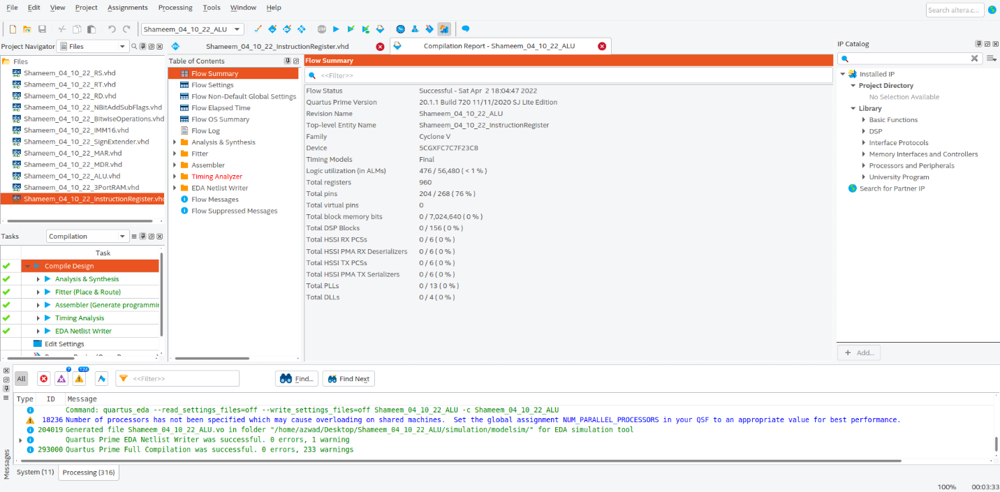 File Edit View Project Assignments Processing Tools Window Help
Search altera.c...
Shameem_04_10_22_ALU
STOP
Project Navigator Files
Files
Shameem_04_10_22_RS.vhd
Shameem_04_10_22_RT.vhd
Shameem_04_10_22_RD.vhd
Shameem_04_10_22_NBitAddSubFlags.vhd
Shameem_04_10_22_BitwiseOperations.vhd
Shameem_04_10_22_IMM16.vhd
Shameem_04_10_22_SignExtender.vhd
Shameem_04_10_22_MAR.vhd
Shameem_04_10_22_MDR.vhd
Shameem_04_10_22_ALU.vhd
Shameem_04_10_22_3PortRAM.vhd
Shameem_04_10_22_InstructionRegister.vhd
Tasks Compilation
Task
Compile Design
Analysis & Synthesis
Fitter (Place & Route)
Assembler (Generate programmin
Timing Analysis
EDA Netlist Writer
Edit Settings
Shameem_04_10_22_InstructionRegister.vhd
Compilation Report - Shameem_04_10_22_ALU
Table of Contents
Flow Summary
Flow Settings
Flow Non-Default Global Settings
Flow Elapsed Time
Flow OS Summary
Flow Log
Analysis & Synthesis
Fitter
Assembler
Timing Analyzer
EDA Netlist Writer
Flow Messages
Flow Suppressed Messages
Flow Summary
<<Filter>>
Flow Status Successful - Sat Apr 2 18:04:47 2022
Quartus Prime Version 20.1.1 Build 720 11/11/2020 SJ Lite Edition
Revision Name Shameem_04_10_22_ALU
Top-level Entity Name Shameem_04_10_22_InstructionRegister
Family Cyclone V
Device 5CGXFC7C7F23C8
Timing Models Final
Logic utilization (in ALMs) 476 / 56,480 ( < 1 % )
Total registers 960
Total pins 204 / 268 ( 76 % )
Total virtual pins 0
Total block memory bits 0 / 7,024,640 ( 0 % )
Total DSP Blocks 0 / 156 ( 0 % )
Total HSSI RX PCSs 0 / 6 ( 0 % )
Total HSSI PMA RX Deserializers 0 / 6 ( 0 % )
Total HSSI TX PCSs 0 / 6 ( 0 % )
Total HSSI PMA TX Serializers 0 / 6 ( 0 % )
Total PLLs 0 / 13 ( 0 % )
Total DLLs 0 / 4 ( 0 % )
IP Catalog
Installed IP
Project Directory
No Selection Available
Library
Basic Functions
DSP
Interface Protocols
Memory Interfaces and Controllers
Processors and Peripherals
University Program
Search for Partner IP
+ Add...
All 7 224 <<Filter>> Find... Find Next
Type ID Message
Command: quartus_eda --read_settings_files=off --write_settings_files=off Shameem_04_10_22_ALU -c Shameem_04_10_22_ALU
18236 Number of processors has not been specified which may cause overloading on shared machines.  Set the global assignment NUM_PARALLEL_PROCESSORS in your QSF to an appropriate value for best performance.
204019 Generated file Shameem_04_10_22_ALU.vo in folder "/home/azwad/Desktop/Shameem_04_10_22_ALU/simulation/modelsim/" for EDA simulation tool
Quartus Prime EDA Netlist Writer was successful. 0 errors, 1 warning
293000 Quartus Prime Full Compilation was successful. 0 errors, 233 warnings
Messages
System (11) Processing (316)
100% 00:03:33